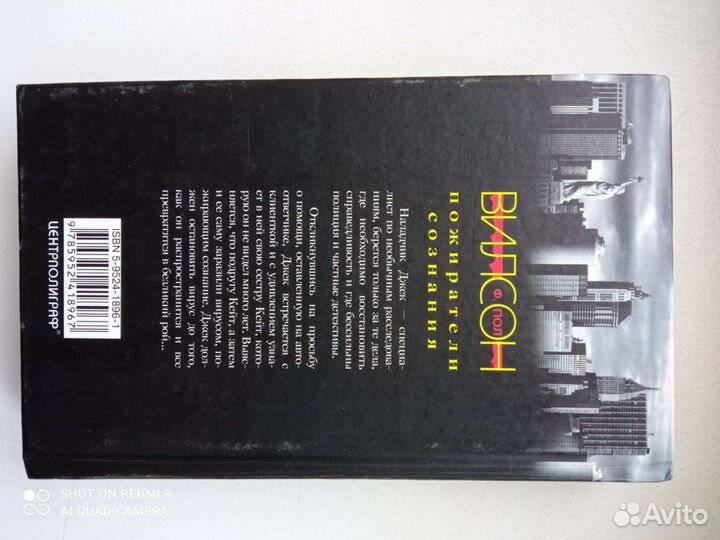 Ф. ПОЛ
ВИЛСОН
пожиратели
сознания
Наладчик Джек – специа-
лист по необычным расследова-
ниям, берется только за те дела,
где необходимо восстановить
справедливость и где бессильны
полиция и частные детективы.
Откликнувшись на просьбу
о помощи, оставленную на авто-
ответчике, Джек встречается с
клиенткой и с удивлением узна-
ет в ней свою сестру Кейт, кото-
рую он не видел много лет. Выяс-
няется, что подругу Кейт, а затем
и ее саму заразили вирусом, по-
жирающим сознание. Джек дол-
жен остановить вирус до того,
как он распространится и все
превратятся в безликий рой...
ISBN 5-9524-1896-1
9785952418967
ЦЕНТРПОЛИГРАФ
SHOT ON REDMI 9
AI QUAD CAMERA
Avito